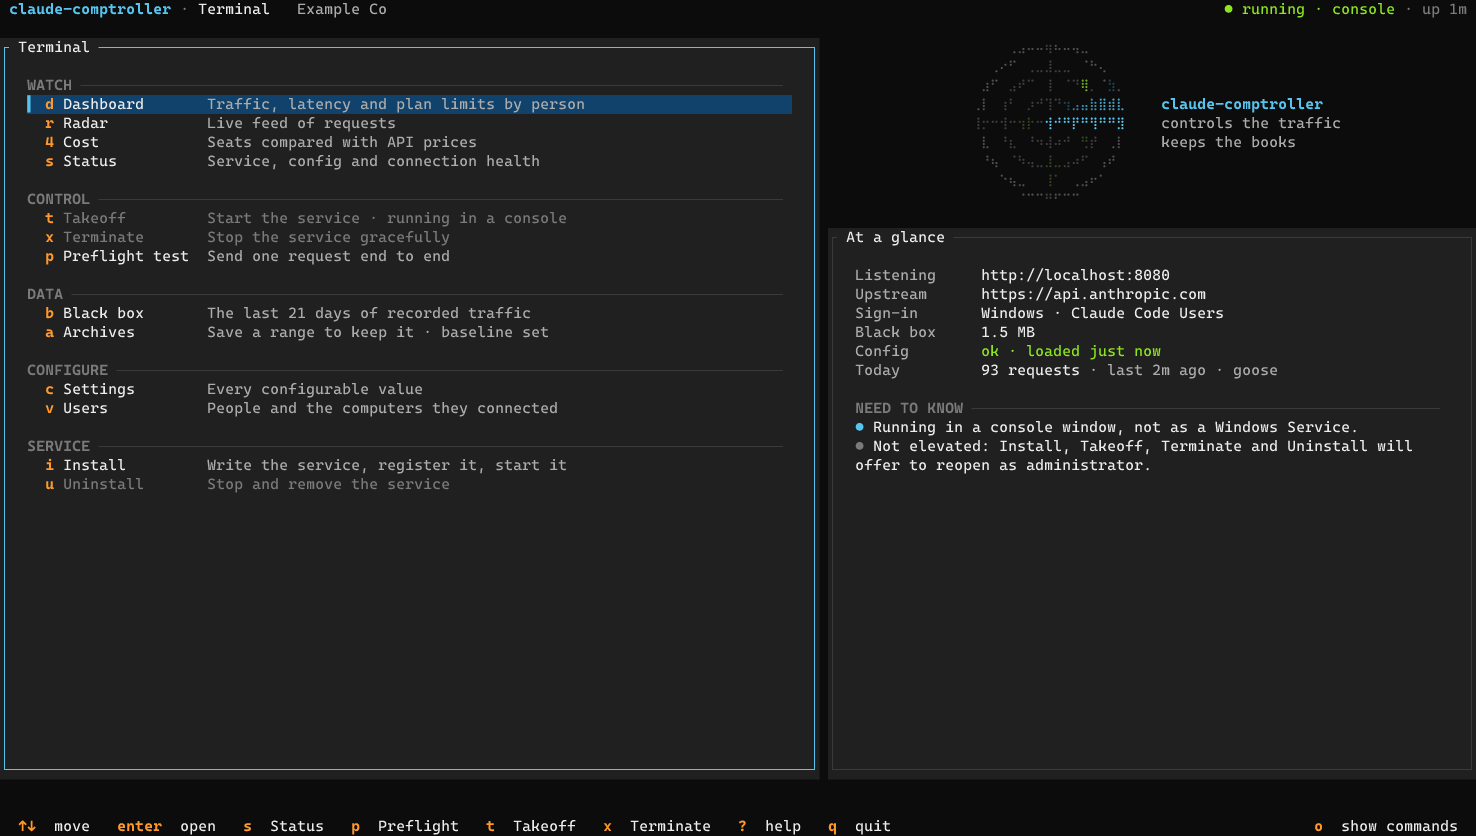 claude-comptroller · Terminal Example Co
● running · console · up 1m
Terminal
WATCH
d Dashboard Traffic, latency and plan limits by person
r Radar Live feed of requests
4 Cost Seats compared with API prices
s Status Service, config and connection health
CONTROL
t Takeoff Start the service · running in a console
x Terminate Stop the service gracefully
p Preflight test Send one request end to end
DATA
b Black box The last 21 days of recorded traffic
a Archives Save a range to keep it · baseline set
CONFIGURE
c Settings Every configurable value
v Users People and the computers they connected
SERVICE
i Install Write the service, register it, start it
u Uninstall Stop and remove the service
claude-comptroller
controls the traffic
keeps the books
At a glance
Listening http://localhost:8080
Upstream https://api.anthropic.com
Sign-in Windows · Claude Code Users
Black box 1.5 MB
Config ok · loaded just now
Today 93 requests · last 2m ago · goose
NEED TO KNOW
● Running in a console window, not as a Windows Service.
● Not elevated: Install, Takeoff, Terminate and Uninstall will
offer to reopen as administrator.
↑↓ move enter open s Status p Preflight t Takeoff x Terminate ? help q quit
o show commands